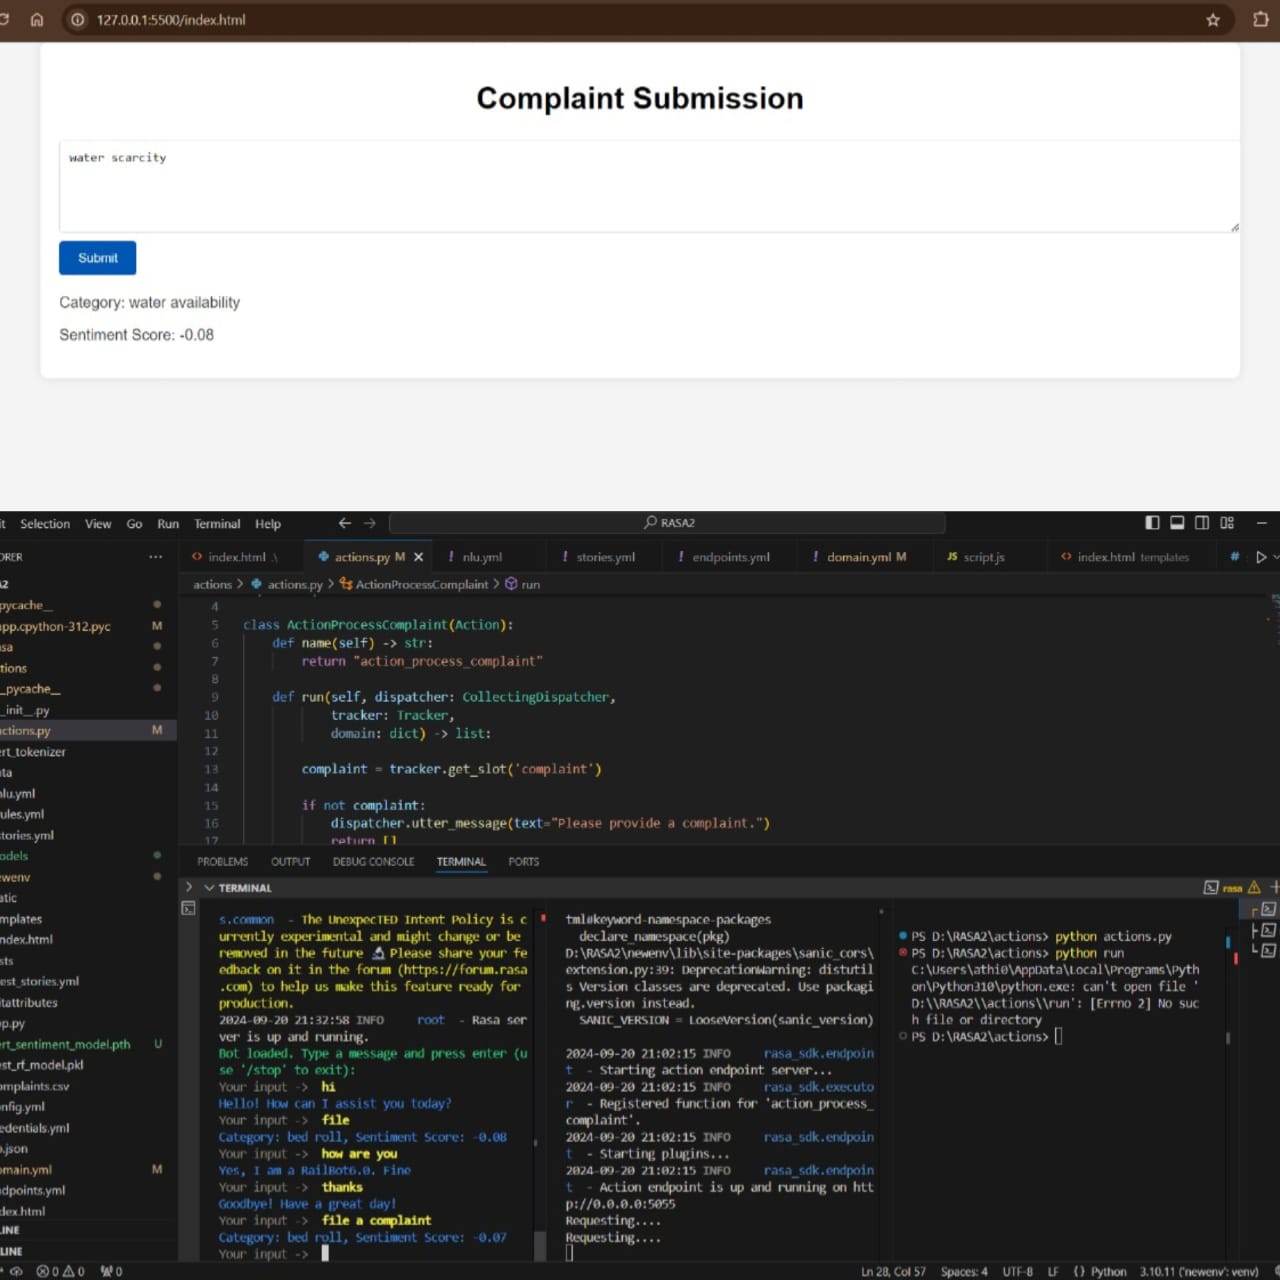 127.0.0.1:5500/index.html
Complaint Submission
water scarcity
Submit
Category: water availability
Sentiment Score: -0.08
it Selection View Go Run Terminal Help
RASA2
ORER
index.html .\
actions.py M
nlu.yml
stories.yml
endpoints.yml
domain.yml M
JS script.js
index.html templates
actions > actions.py > ActionProcessComplaint > run
A2
pycache__
app.cpython-312.pyc M
asa
tions
__pycache__
__init__.py
actions.py M
ert_tokenizer
ata
nlu.yml
ules.yml
stories.yml
odels
ewenv
atic
mplates
ndex.html
sts
est_stories.yml
itattributes
pp.py
ert_sentiment_model.pth U
est_rf_model.pkl
omplaints.csv
onfig.yml
edentials.yml
o.json
omain.yml M
ndpoints.yml
dex.html
LINE
LINE
4
5 class ActionProcessComplaint(Action):
6 def name(self) -> str:
7 return "action_process_complaint"
8
9 def run(self, dispatcher: CollectingDispatcher,
10 tracker: Tracker,
11 domain: dict) -> list:
12
13 complaint = tracker.get_slot('complaint')
14
15 if not complaint:
16 dispatcher.utter_message(text="Please provide a complaint.")
17 return []
PROBLEMS OUTPUT DEBUG CONSOLE TERMINAL PORTS
TERMINAL
rasa
s.common - The UnexpecTED Intent Policy is c
urrently experimental and might change or be
removed in the future 🔬 Please share your fe
edback on it in the forum (https://forum.rasa
.com) to help us make this feature ready for
production.
2024-09-20 21:32:58 INFO root - Rasa ser
ver is up and running.
Bot loaded. Type a message and press enter (u
se '/stop' to exit):
Your input -> hi
Hello! How can I assist you today?
Your input -> file
Category: bed roll, Sentiment Score: -0.08
Your input -> how are you
Yes, I am a RailBot6.0. Fine
Your input -> thanks
Goodbye! Have a great day!
Your input -> file a complaint
Category: bed roll, Sentiment Score: -0.07
Your input ->
tml#keyword-namespace-packages
declare_namespace(pkg)
D:\RASA2\newenv\lib\site-packages\sanic_cors\
extension.py:39: DeprecationWarning: distutil
s Version classes are deprecated. Use packagi
ng.version instead.
SANIC_VERSION = LooseVersion(sanic_version)
2024-09-20 21:02:15 INFO rasa_sdk.endpoin
t - Starting action endpoint server...
2024-09-20 21:02:15 INFO rasa_sdk.executo
r - Registered function for 'action_process_
complaint'.
2024-09-20 21:02:15 INFO rasa_sdk.endpoin
t - Starting plugins...
2024-09-20 21:02:15 INFO rasa_sdk.endpoin
t - Action endpoint is up and running on htt
p://0.0.0.0:5055
Requesting....
Requesting....
PS D:\RASA2\actions> python actions.py
PS D:\RASA2\actions> python run
C:\Users\athi0\AppData\Local\Programs\Pyth
on\Python310\python.exe: can't open file '
D:\\RASA2\\actions\\run': [Errno 2] No suc
h file or directory
PS D:\RASA2\actions>
0 0 0
Ln 28, Col 57 Spaces: 4 UTF-8 LF {} Python 3.10.11 ('newenv': venv)